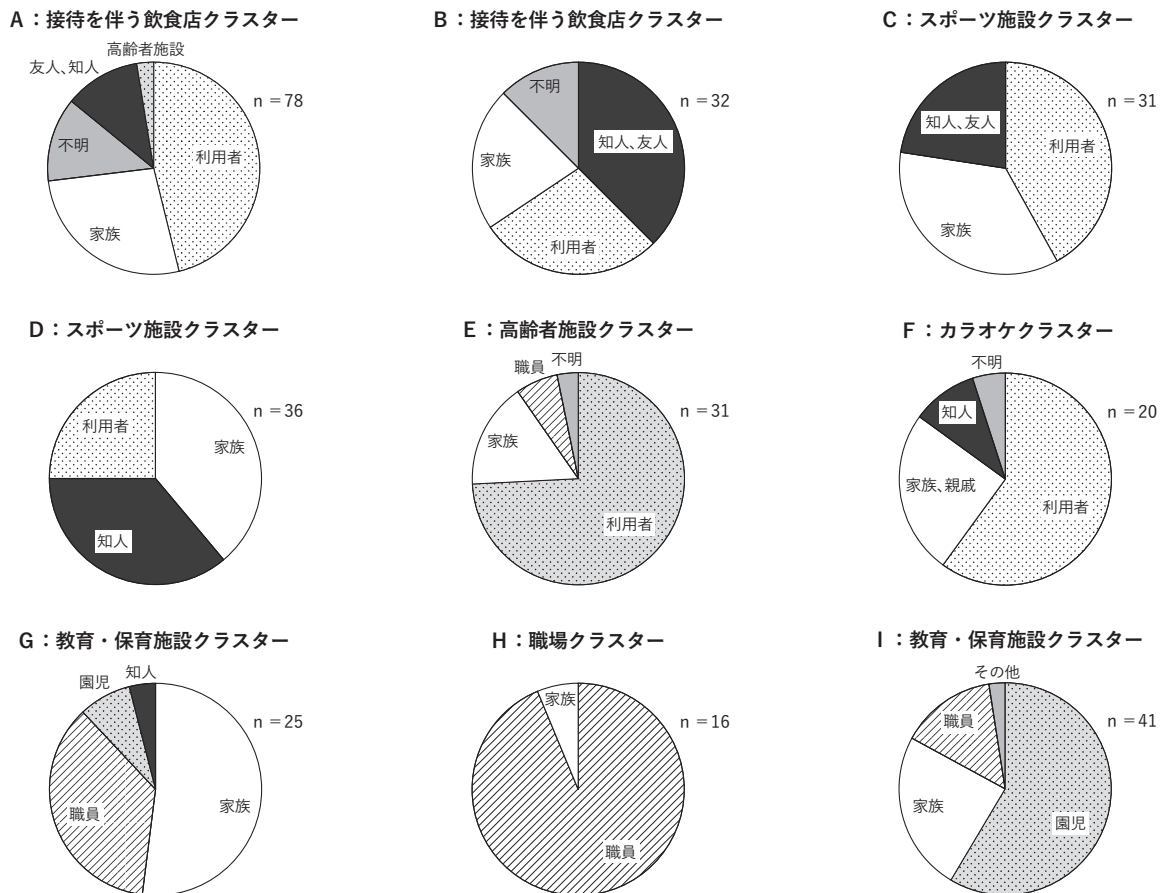 A：接待を伴う飲食店クラスター
高齢者施設
友人、知人
不明
利用者
家族
n ＝78
B：接待を伴う飲食店クラスター
不明
知人、友人
家族
利用者
n ＝32
C：スポーツ施設クラスター
知人、友人
利用者
家族
n ＝31
D：スポーツ施設クラスター
利用者
家族
知人
n ＝36
E：高齢者施設クラスター
不明
職員
家族
利用者
n ＝31
F：カラオケクラスター
不明
知人
家族、親戚
利用者
n ＝20
G：教育・保育施設クラスター
知人
園児
職員
家族
n ＝25
H：職場クラスター
家族
職員
n ＝16
I：教育・保育施設クラスター
その他
職員
家族
園児
n ＝41